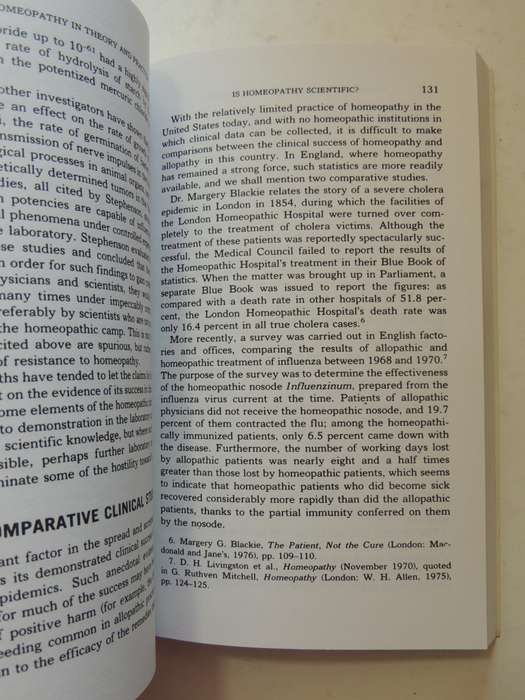 OMEOPATHY IN THEORY AND
ride up to 10⁻⁶¹ had a
rate of hydrolysis of
the potentized mercuric
other investigators have
e an effect on the rate of
, the rate of germination of
nsmission of nerve impulses in
gical processes in animal
etically determined tumors in
dies, all cited by Stephenson,
potencies are capable of
l phenomena under controlled
e laboratory. Stephenson
se studies and concluded that
n order for such findings to
ysicians and scientists, they
many times under impeccably
referably by scientists who are
the homeopathic camp. This is
cited above are spurious, but
of resistance to homeopathy.
ths have tended to let the
t on the evidence of its success in
ome elements of the homeopathic
to demonstration in the laboratory
scientific knowledge, but where
sible, perhaps further laboratory
minate some of the hostility toward
OMPARATIVE CLINICAL
ant factor in the spread and
s its demonstrated clinical
pidemics. Such anecdotal
for much of the success may
f positive harm (for example,
eeding common in allopathic
n to the efficacy of the remedies
IS HOMEOPATHY SCIENTIFIC? 131
With the relatively limited practice of homeopathy in the
United States today, and with no homeopathic institutions in
which clinical data can be collected, it is difficult to make
comparisons between the clinical success of homeopathy and
allopathy in this country. In England, where homeopathy
has remained a strong force, such statistics are more readily
available, and we shall mention two comparative studies.
Dr. Margery Blackie relates the story of a severe cholera
epidemic in London in 1854, during which the facilities of
the London Homeopathic Hospital were turned over com-
pletely to the treatment of cholera victims. Although the
treatment of these patients was reportedly spectacularly suc-
cessful, the Medical Council failed to report the results of
the Homeopathic Hospital's treatment in their Blue Book of
statistics. When the matter was brought up in Parliament, a
separate Blue Book was issued to report the figures: as
compared with a death rate in other hospitals of 51.8 per-
cent, the London Homeopathic Hospital's death rate was
only 16.4 percent in all true cholera cases.⁶
More recently, a survey was carried out in English facto-
ries and offices, comparing the results of allopathic and
homeopathic treatment of influenza between 1968 and 1970.⁷
The purpose of the survey was to determine the effectiveness
of the homeopathic nosode Influenzinum, prepared from the
influenza virus current at the time. Patients of allopathic
physicians did not receive the homeopathic nosode, and 19.7
percent of them contracted the flu; among the homeopathi-
cally immunized patients, only 6.5 percent came down with
the disease. Furthermore, the number of working days lost
by allopathic patients was nearly eight and a half times
greater than those lost by homeopathic patients, which seems
to indicate that homeopathic patients who did become sick
recovered considerably more rapidly than did the allopathic
patients, thanks to the partial immunity conferred on them
by the nosode.
6. Margery G. Blackie, The Patient, Not the Cure (London: Mac-
donald and Jane's, 1976), pp. 109–110.
7. D. H. Livingston et al., Homeopathy (November 1970), quoted
in G. Ruthven Mitchell, Homeopathy (London: W. H. Allen, 1975),
pp. 124–125.